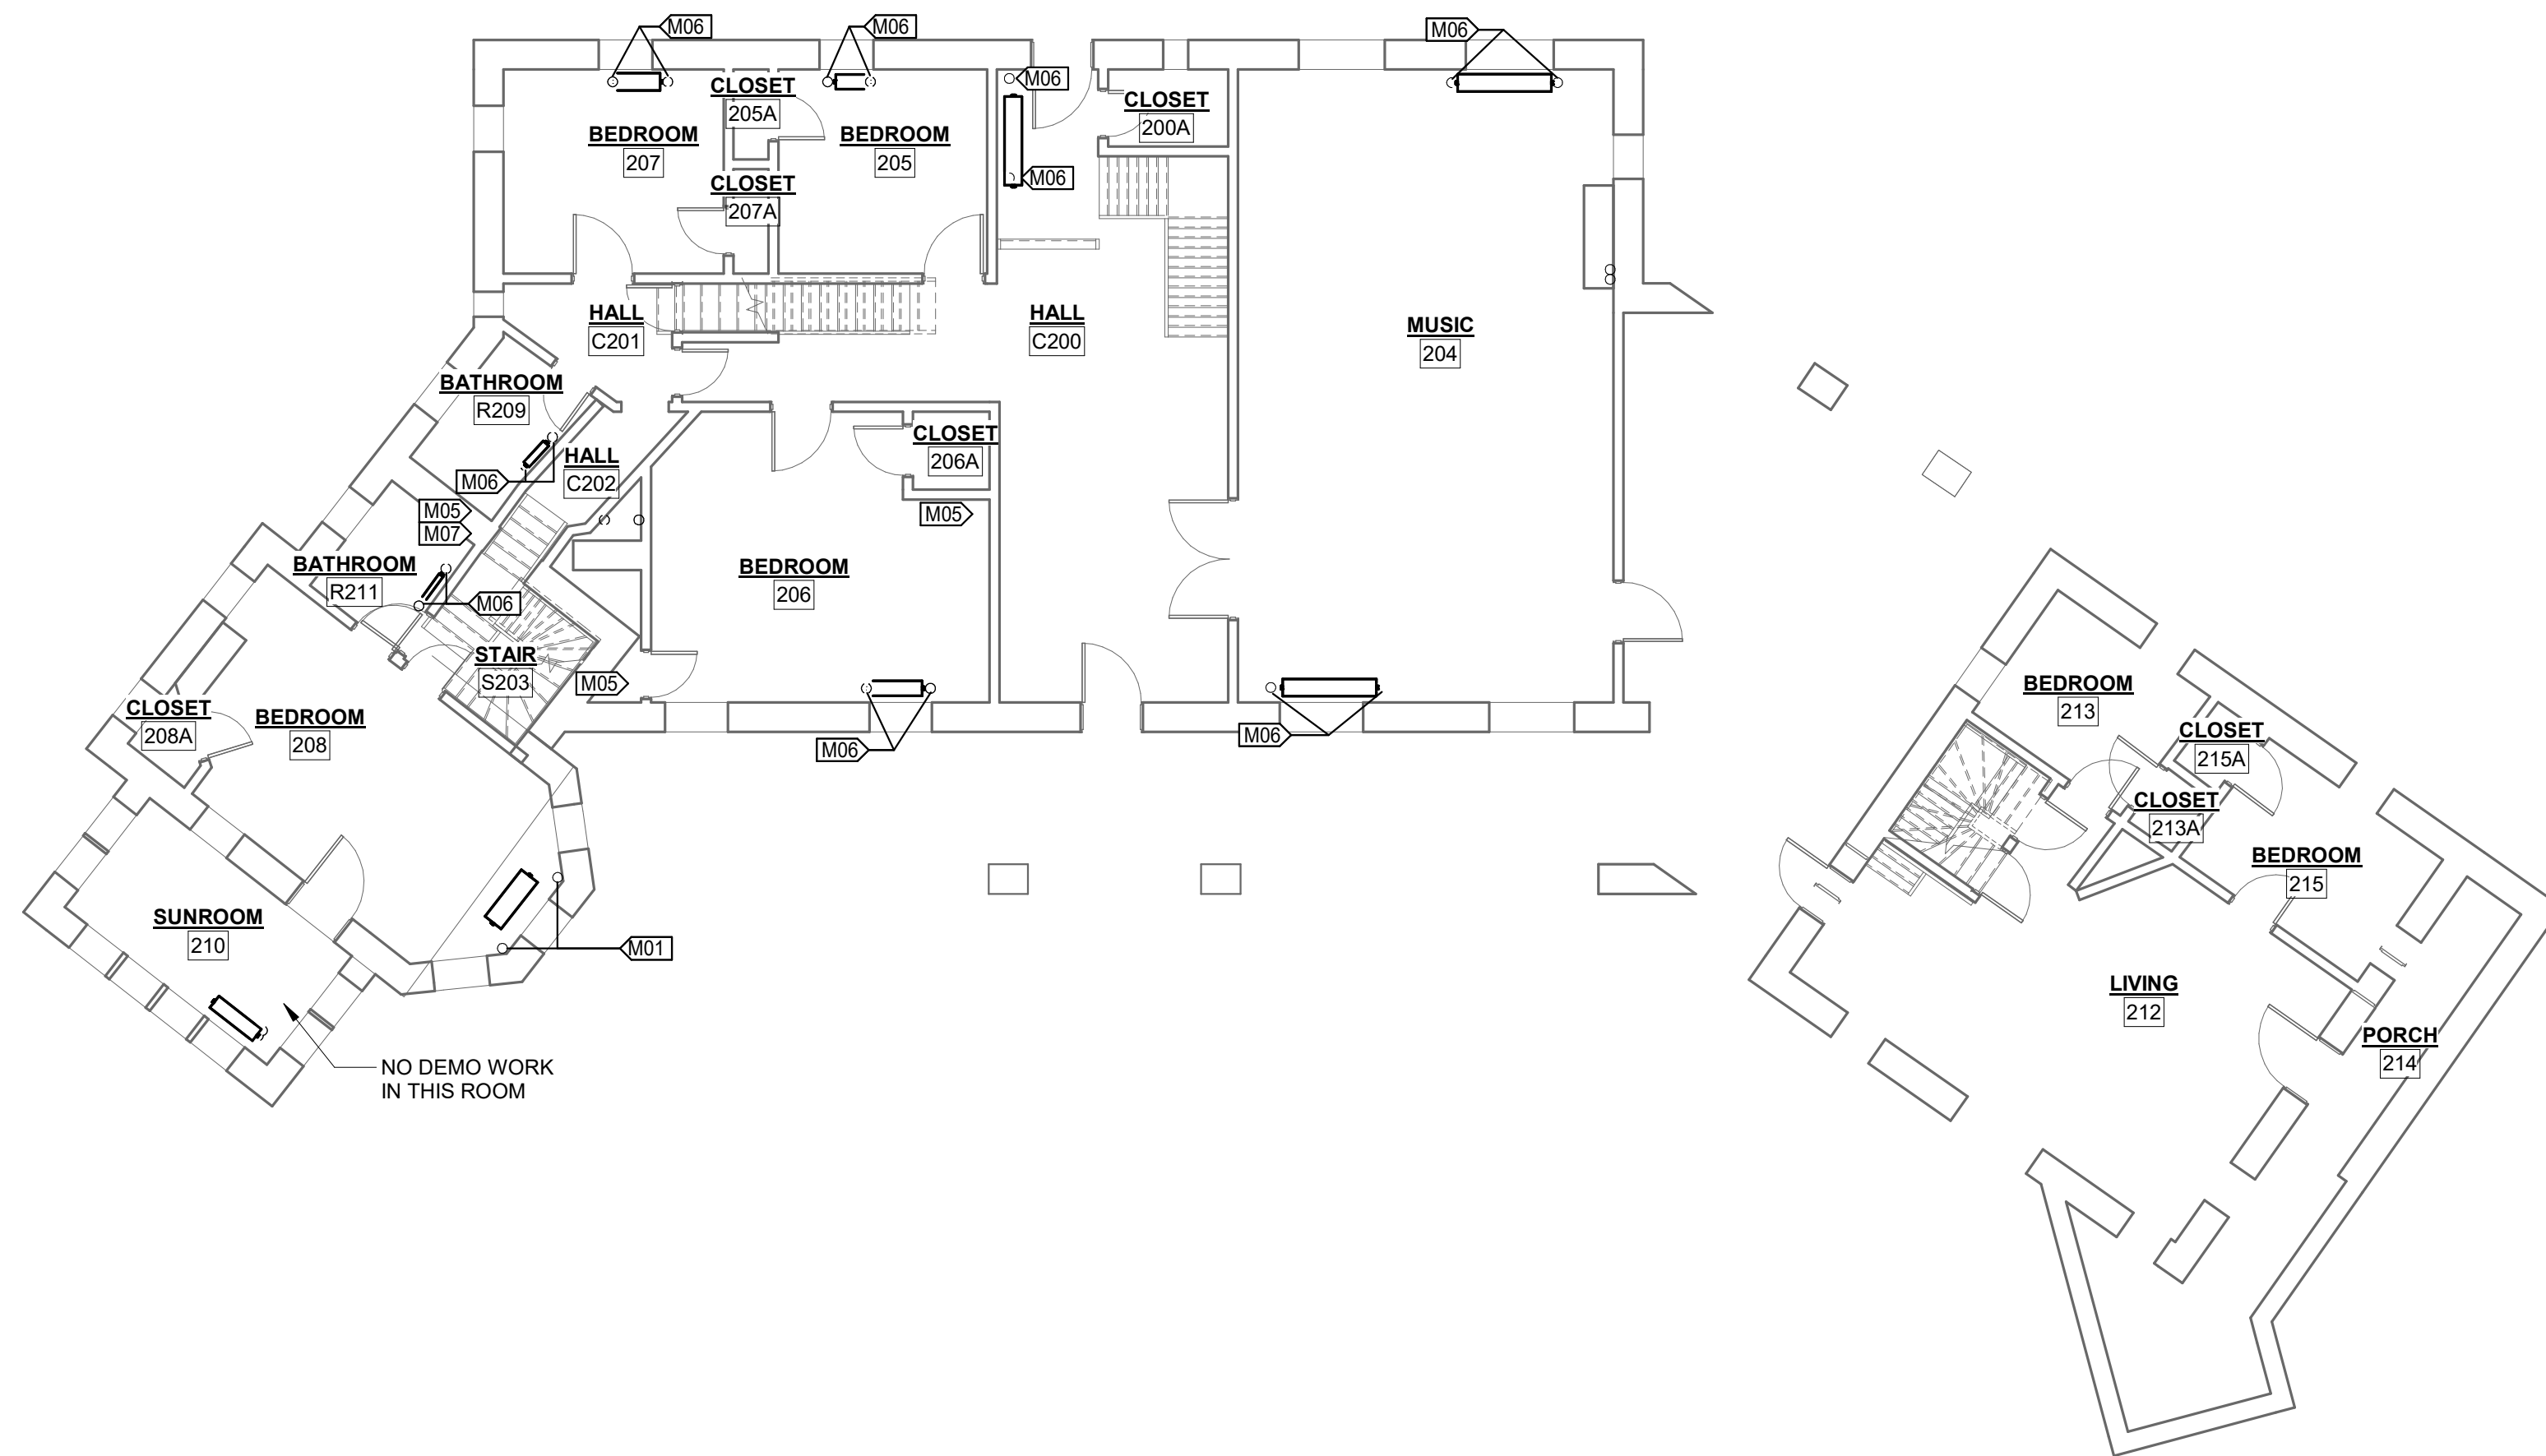 M06
M06
M06
CLOSET
205A
M06
CLOSET
200A
BEDROOM
207
BEDROOM
205
CLOSET
207A
M06
HALL
C201
HALL
C200
MUSIC
204
BATHROOM
R209
CLOSET
206A
HALL
C202
M06
M05
M07
M05
BATHROOM
R211
BEDROOM
206
M06
STAIR
S203
M05
BEDROOM
213
CLOSET
208A
BEDROOM
208
M06
M06
CLOSET
215A
CLOSET
213A
BEDROOM
215
SUNROOM
210
M01
LIVING
212
PORCH
214
NO DEMO WORK
IN THIS ROOM